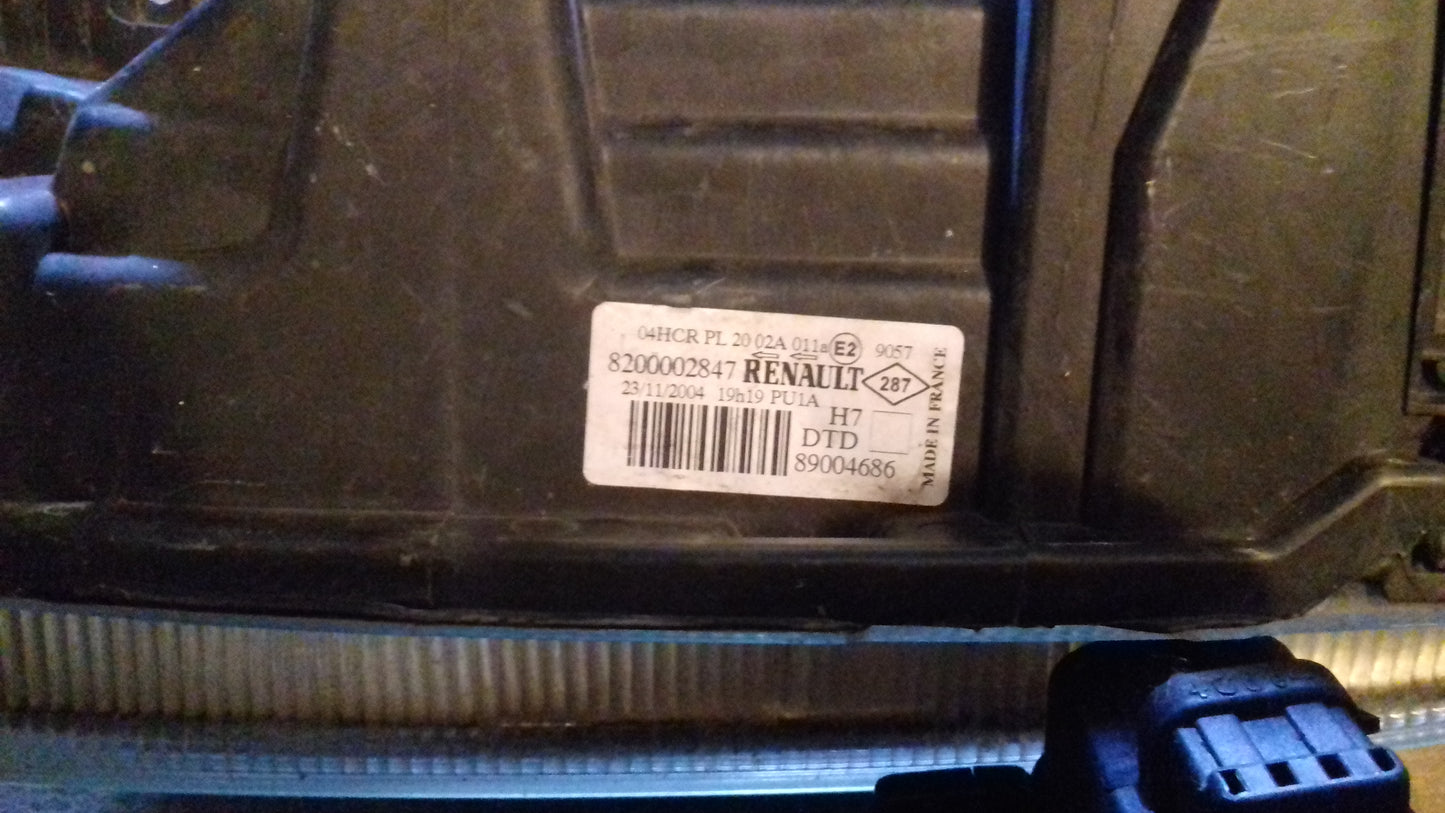 04HCR PL 20 02A 011a E2 9057
8200002847 RENAULT 287
23/11/2004 19h19 PU1A
H7
DTD
89004686
MADE IN FRANCE